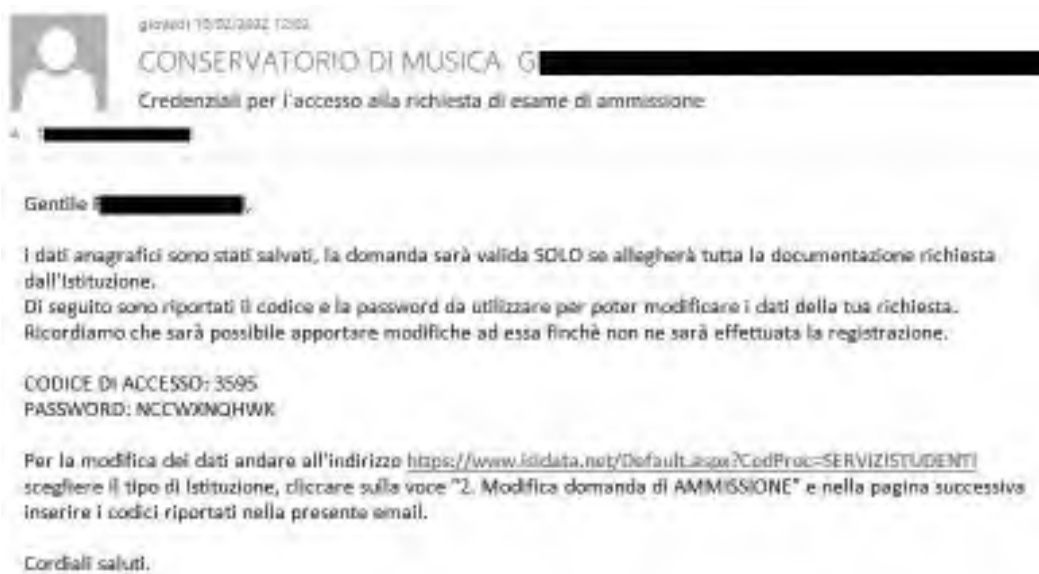 giovedì 10/02/2022 12:02
CONSERVATORIO DI MUSICA G
Credenziali per l'accesso alla richiesta di esame di ammissione
A
Gentile
i dati anagrafici sono stati salvati, la domanda sarà valida SOLO se allegherà tutta la documentazione richiesta
dall'Istituzione.
Di seguito sono riportati il codice e la password da utilizzare per poter modificare i dati della tua richiesta.
Ricordiamo che sarà possibile apportare modifiche ad essa finchè non ne sarà effettuata la registrazione.
CODICE DI ACCESSO: 3595
PASSWORD: NCCWXNQHWK
Per la modifica dei dati andare all'indirizzo https://www.isidata.net/Default.aspx?CodProc=SERVIZISTUDENTI
scegliere il tipo di Istituzione, cliccare sulla voce "2. Modifica domanda di AMMISSIONE" e nella pagina successiva
inserire i codici riportati nella presente email.
Cordiali saluti.